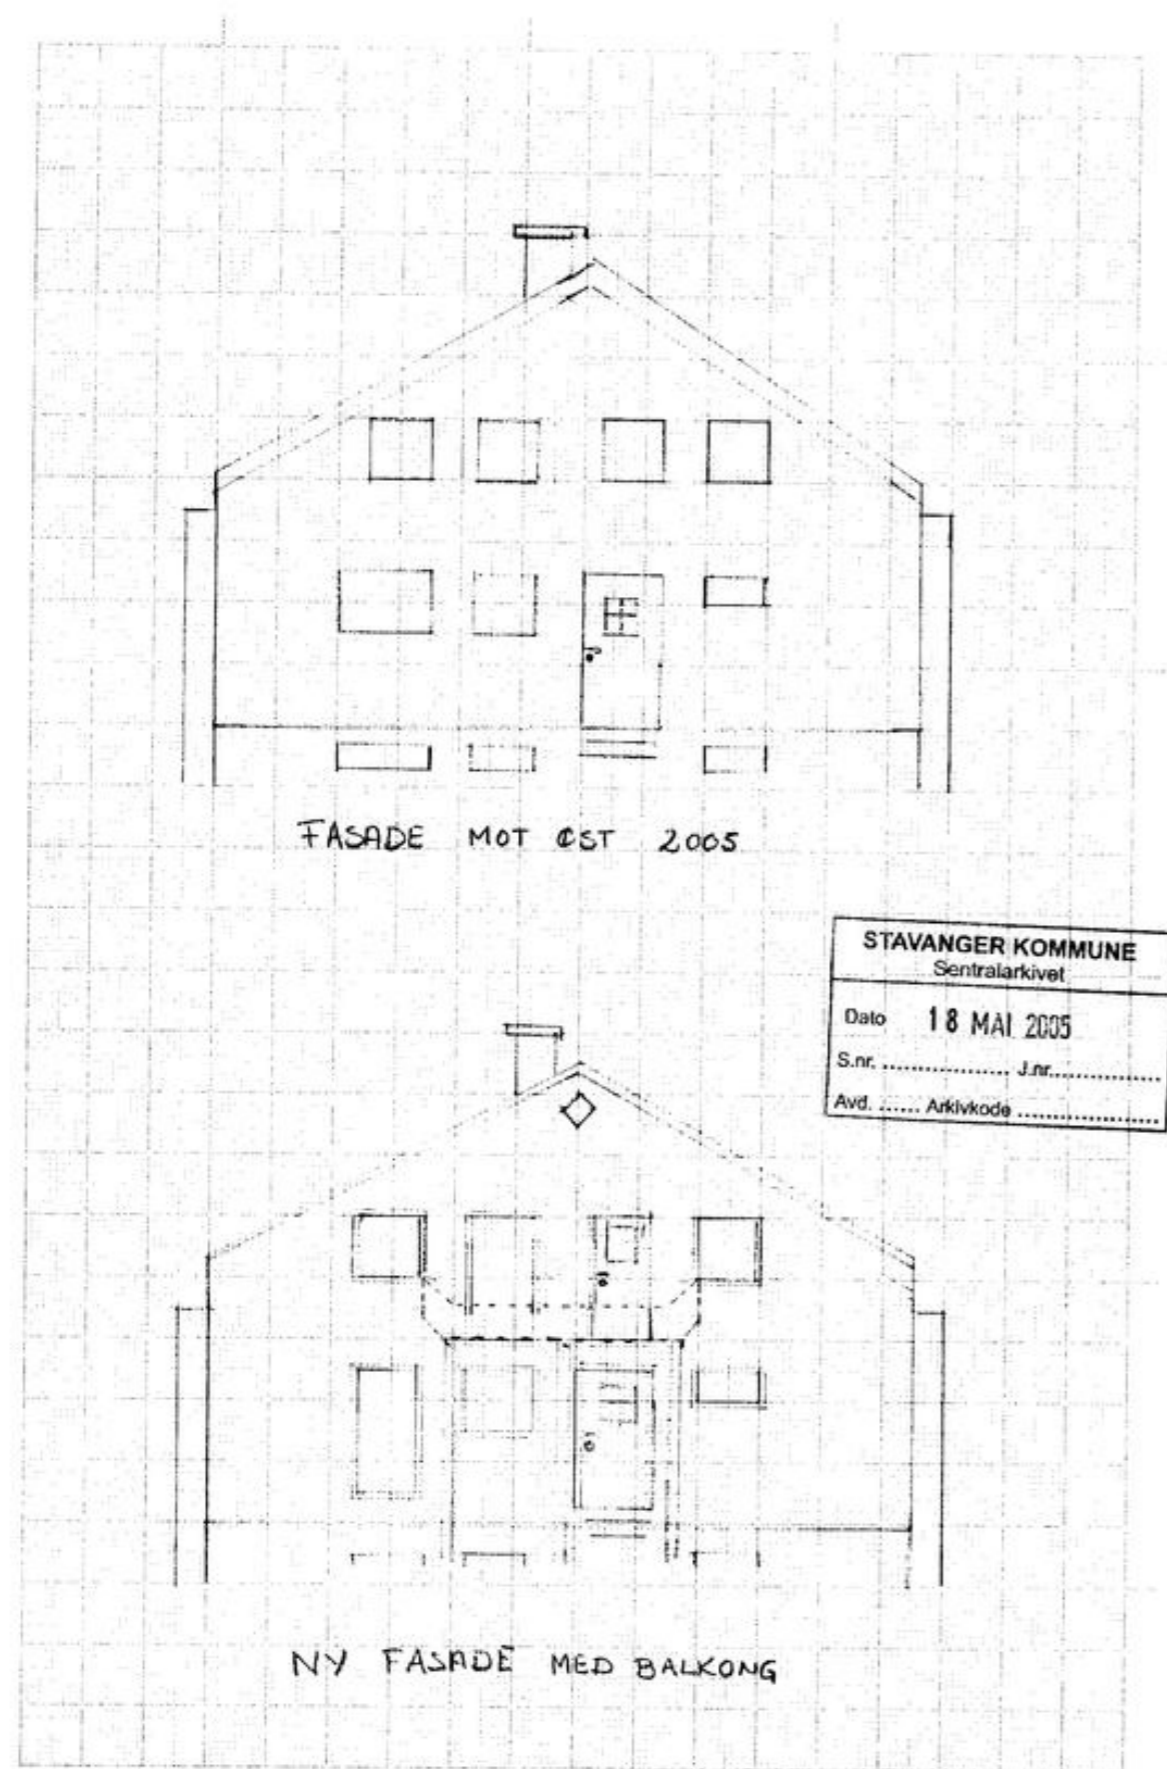 FASADE MOT ØST 2005
STAVANGER KOMMUNE
Sentralarkivet
Dato 18 MAI 2005
S.nr. .................. J.nr...................
Avd. ...... Arkivkode ......................
NY FASADE MED BALKONG